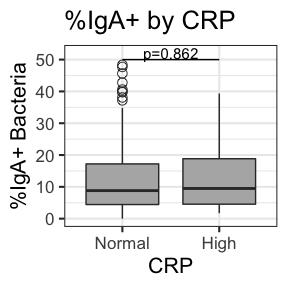 %IgA+ by CRP
p=0.862
50
40
30
20
10
0
%IgA+ Bacteria
Normal High
CRP